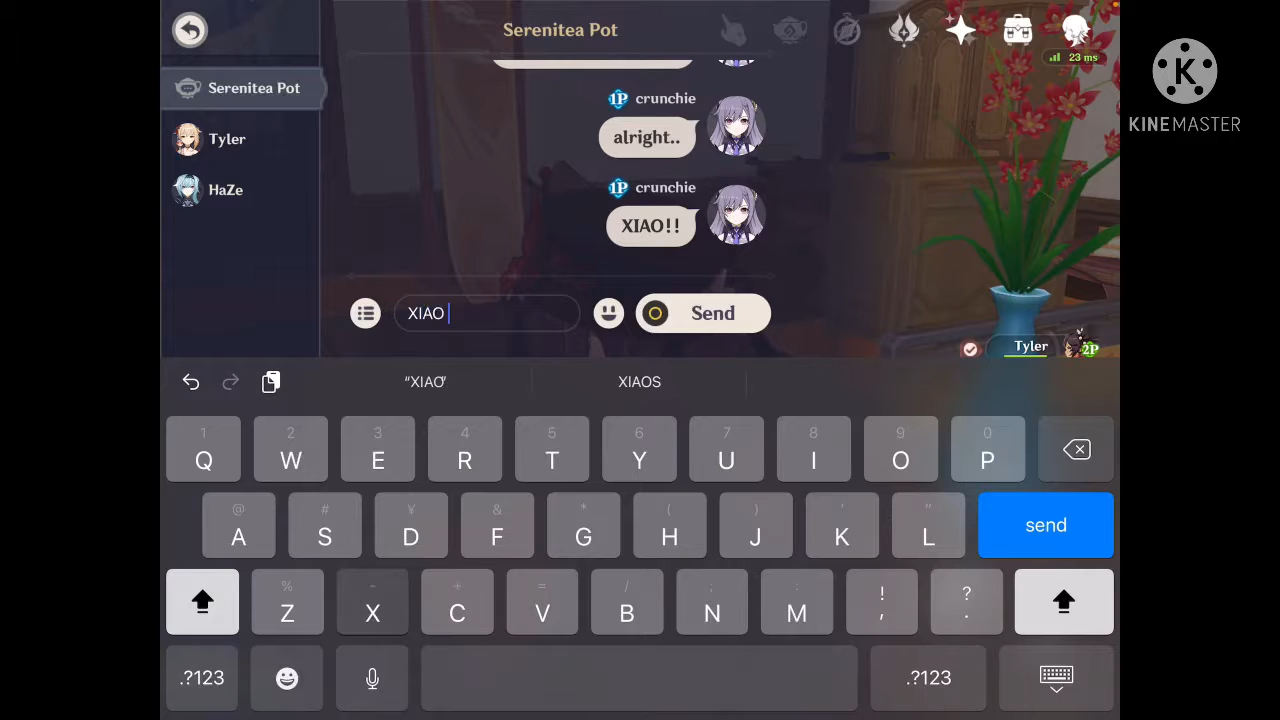 Serenitea Pot
23 ms
K
KINEMASTER
Serenitea Pot
1P crunchie
alright..
Tyler
1P crunchie
HaZe
XIAO!!
XIAO
Send
Tyler
2P
“XIAO”
XIAOS
1 2 3 4 5 6 7 8 9 0
Q W E R T Y U I O P
@ # ¥ & * ( ) ' "
A S D F G H J K L send
% - + = / ; : ! ?
Z X C V B N M , .
.?123 .?123